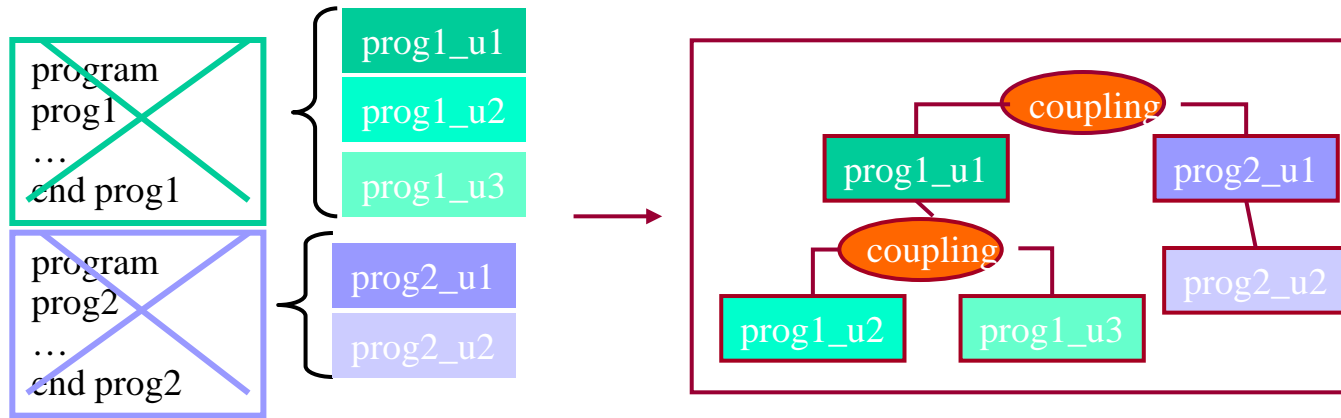 program
prog1
…
end prog1
program
prog2
…
end prog2
prog1_u1
prog1_u2
prog1_u3
prog2_u1
prog2_u2
coupling
prog1_u1
prog2_u1
coupling
prog2_u2
prog1_u2
prog1_u3